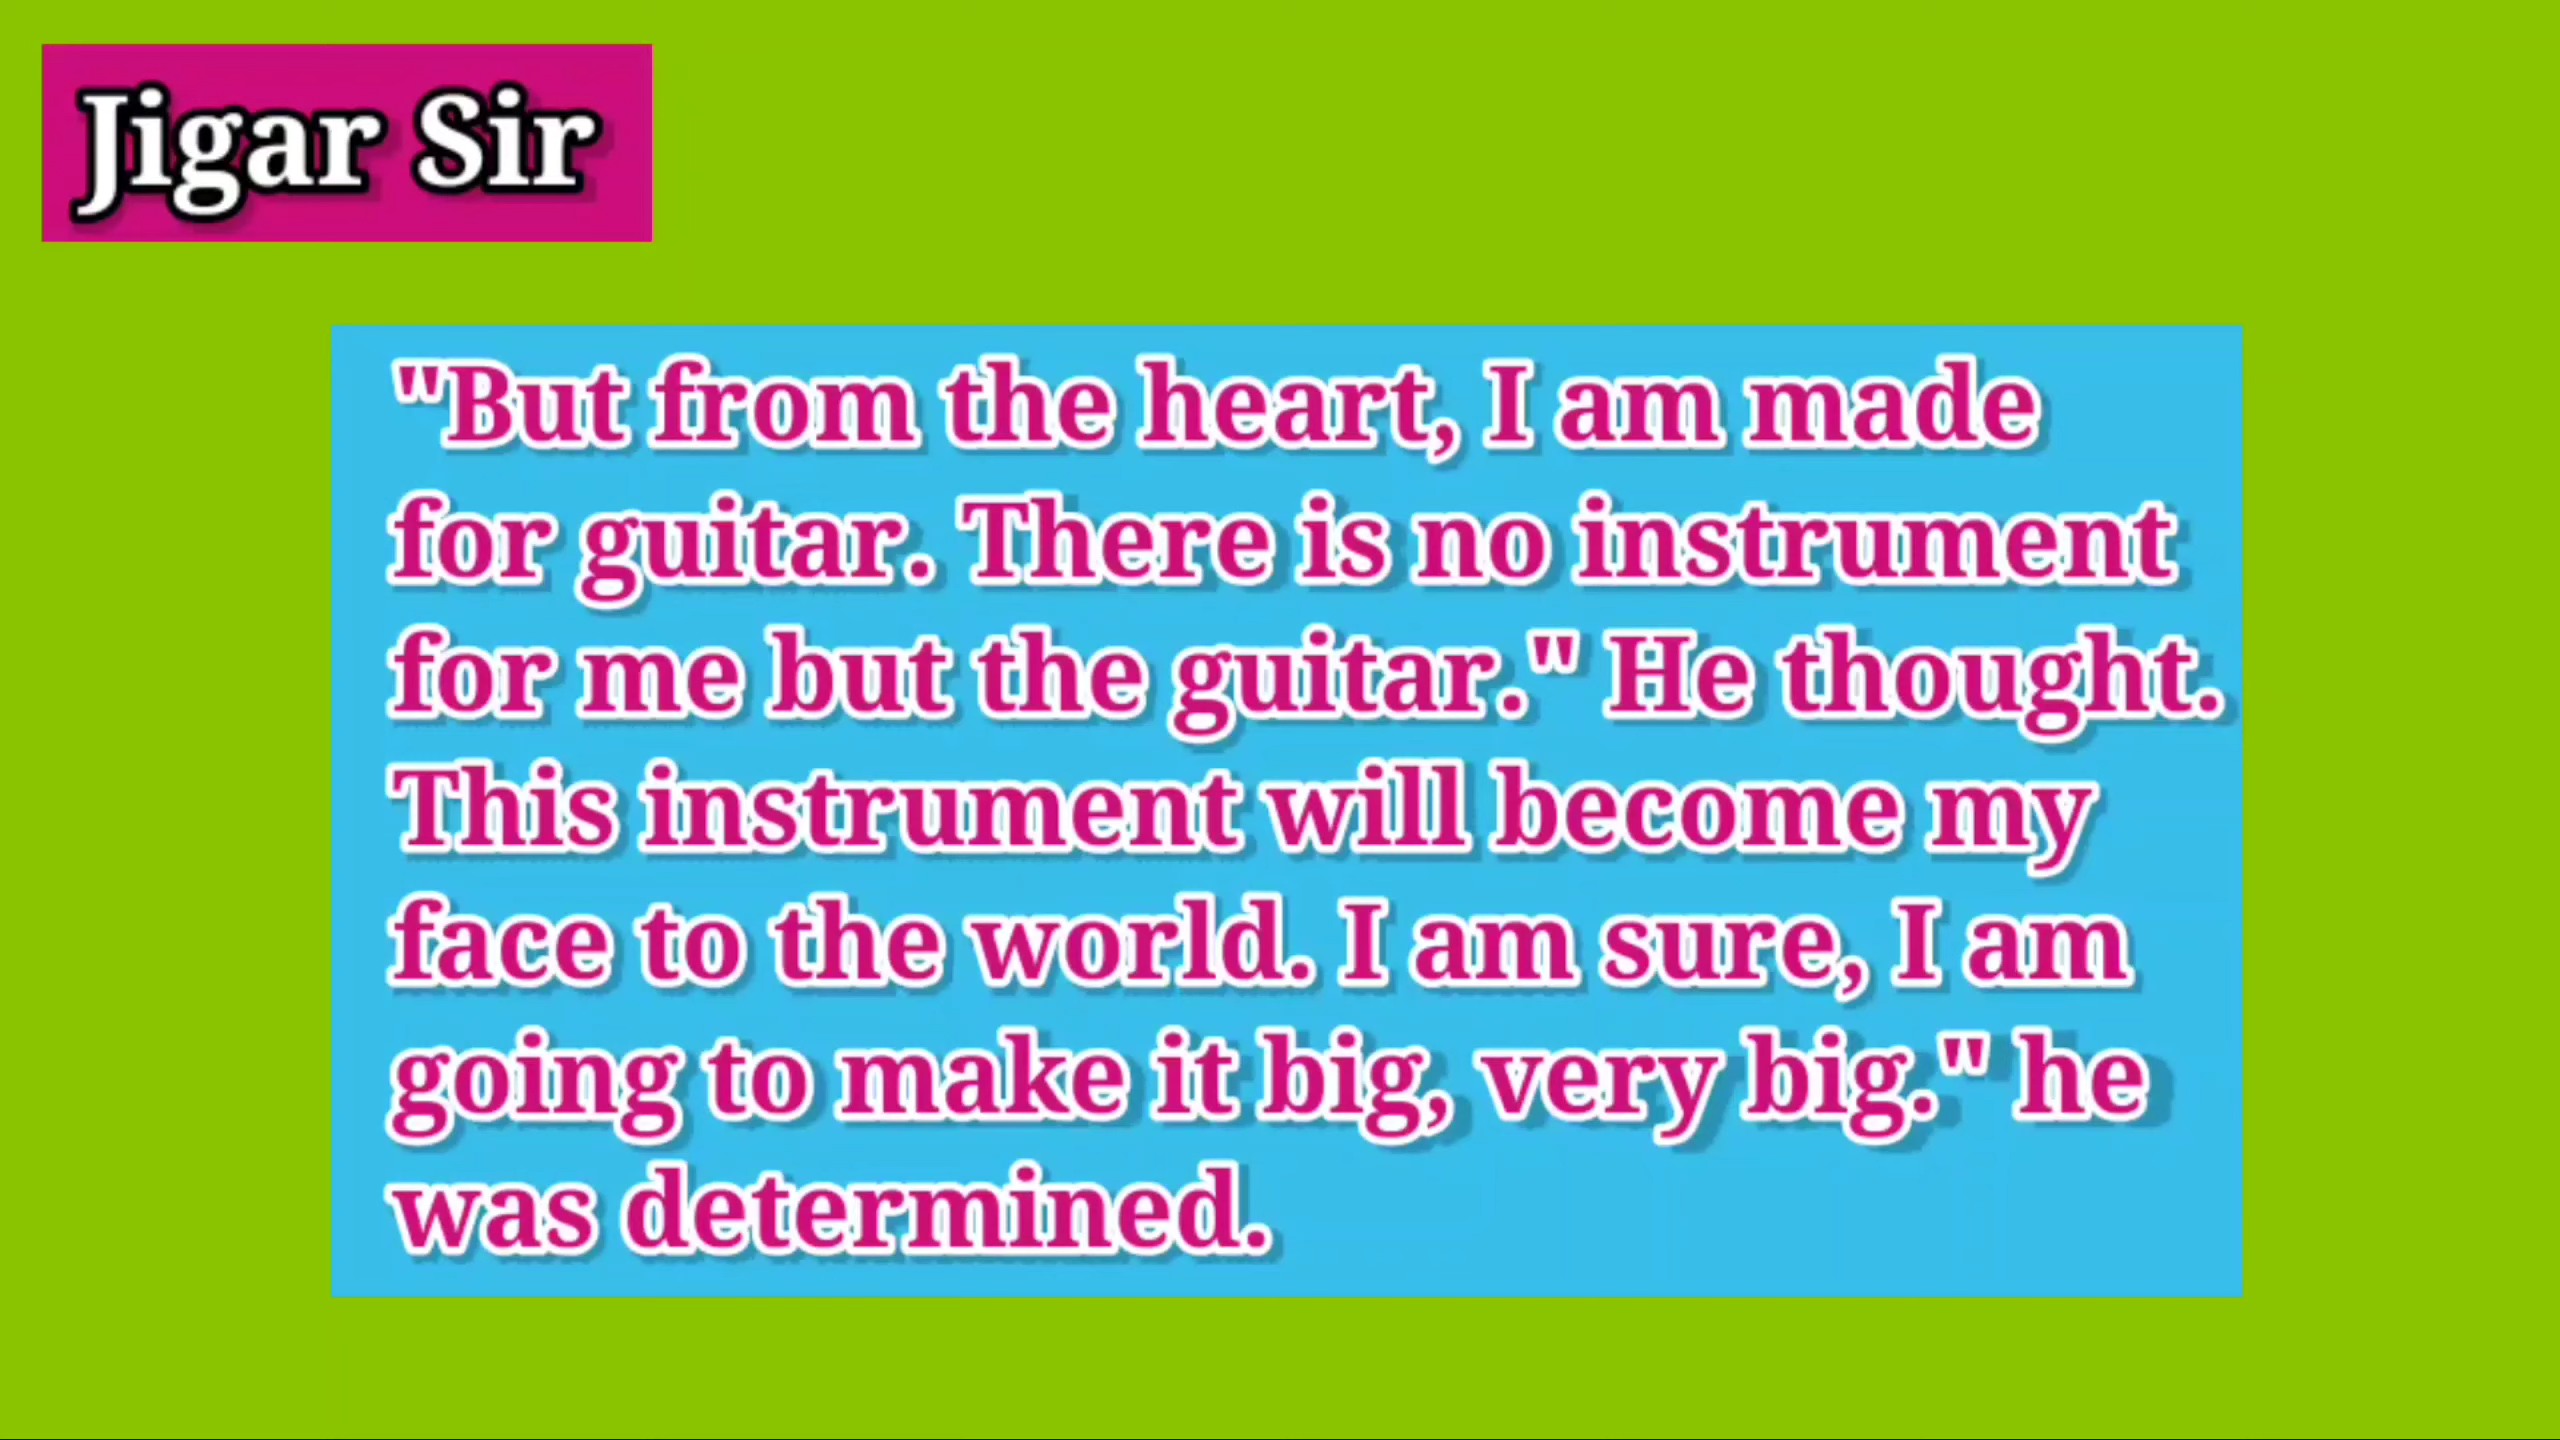 Jigar Sir
"But from the heart, I am made
for guitar. There is no instrument
for me but the guitar." He thought.
This instrument will become my
face to the world. I am sure, I am
going to make it big, very big." he
was determined.